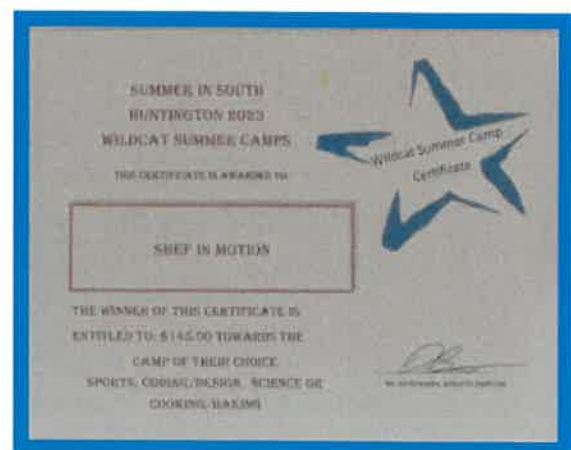 SUMMER IN SOUTH
HUNTINGTON 2023
WILDCAT SUMMER CAMPS
THIS CERTIFICATE IS AWARDED TO:
SHEF IN MOTION
THE WINNER OF THIS CERTIFICATE IS
ENTITLED TO: $145.00 TOWARDS THE
CAMP OF THEIR CHOICE
SPORTS, CODING/DESIGN, SCIENCE OR
COOKING/BAKING
Wildcat Summer Camp
Certificate